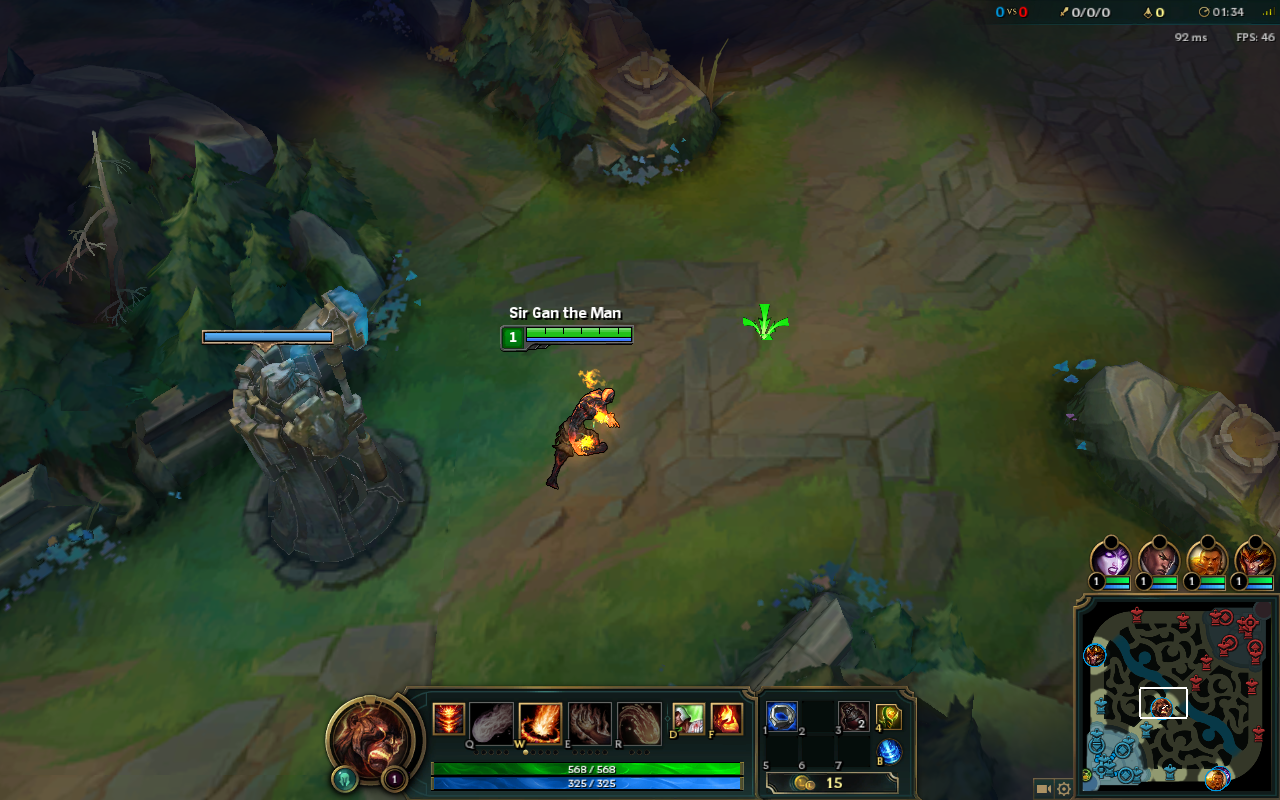 0 vs 0 0/0/0 0 01:34
92 ms FPS: 46
Sir Gan the Man
1
1 1 1 1
Q W E R D F
1 2 3 2 4
5 6 7 B
1
568 / 568
325 / 325
15